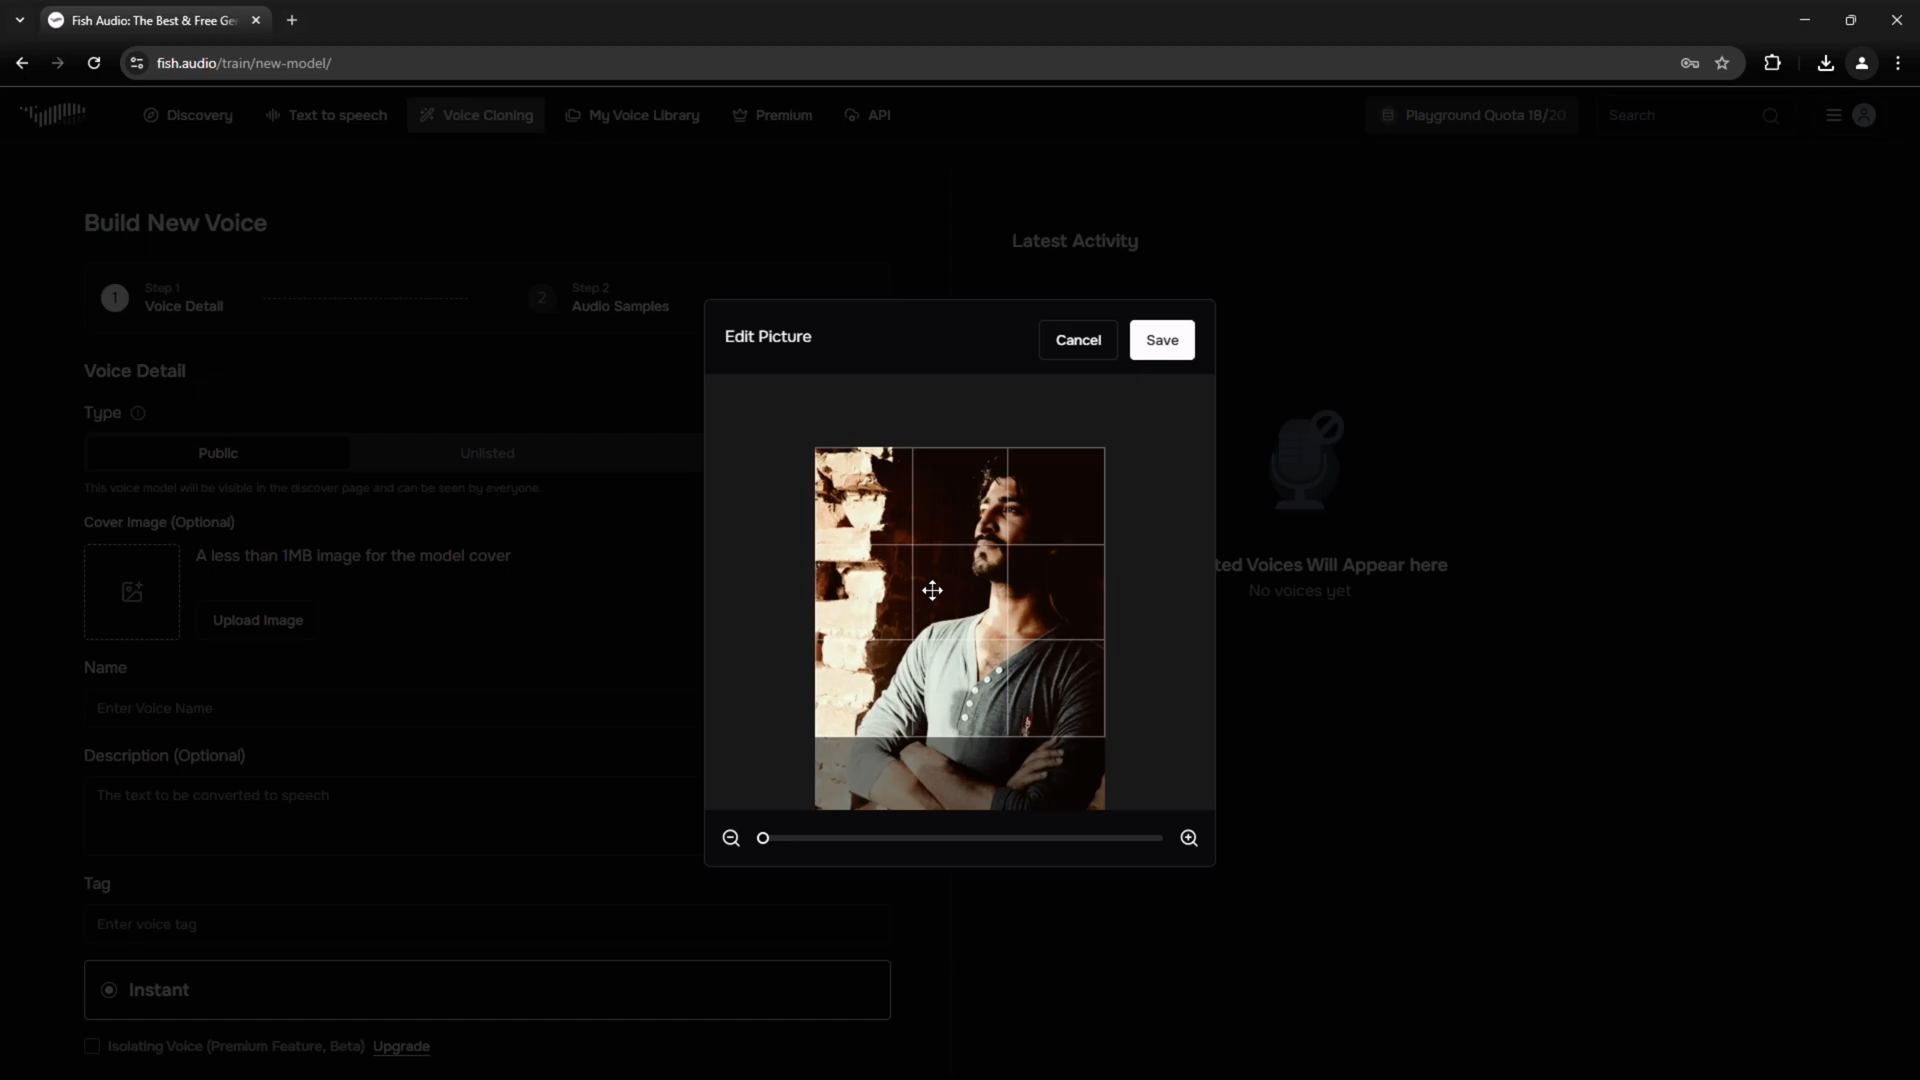 Fish Audio: The Best & Free Ge
fish.audio/train/new-model/
Discovery
Text to speech
Voice Cloning
My Voice Library
Premium
API
Playground Quota 18/20
Search
Build New Voice
Latest Activity
1
Step 1
Voice Detail
2
Step 2
Audio Samples
Edit Picture
Cancel
Save
Voice Detail
Type
Public
Unlisted
This voice model will be visible in the discover page and can be seen by everyone.
Cover Image (Optional)
A less than 1MB image for the model cover
Upload Image
ted Voices Will Appear here
No voices yet
Name
Enter Voice Name
Description (Optional)
The text to be converted to speech
Tag
Enter voice tag
Instant
Isolating Voice (Premium Feature, Beta) Upgrade